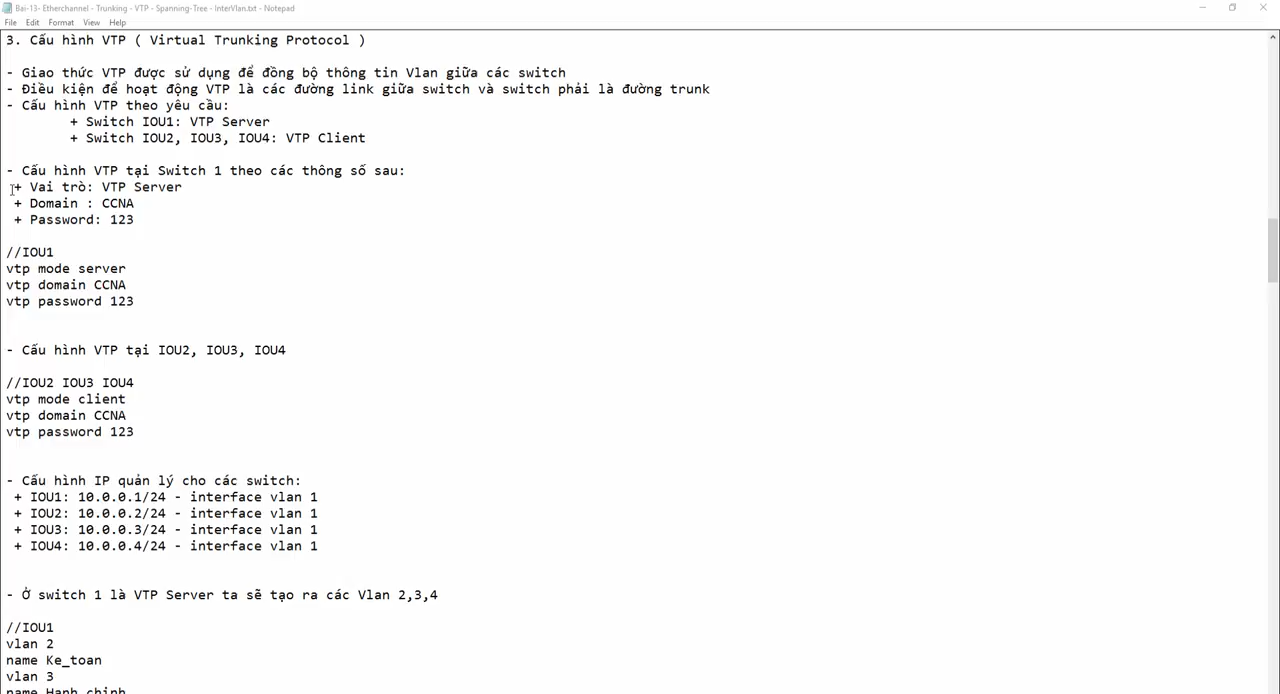 Bai-13- Etherchannel - Trunking - VTP - Spanning-Tree - InterVlan.txt - Notepad
File Edit Format View Help
3. Cấu hình VTP ( Virtual Trunking Protocol )
- Giao thức VTP được sử dụng để đồng bộ thông tin Vlan giữa các switch
- Điều kiện để hoạt động VTP là các đường link giữa switch và switch phải là đường trunk
- Cấu hình VTP theo yêu cầu:
+ Switch IOU1: VTP Server
+ Switch IOU2, IOU3, IOU4: VTP Client
- Cấu hình VTP tại Switch 1 theo các thông số sau:
+ Vai trò: VTP Server
+ Domain : CCNA
+ Password: 123
//IOU1
vtp mode server
vtp domain CCNA
vtp password 123
- Cấu hình VTP tại IOU2, IOU3, IOU4
//IOU2 IOU3 IOU4
vtp mode client
vtp domain CCNA
vtp password 123
- Cấu hình IP quản lý cho các switch:
+ IOU1: 10.0.0.1/24 - interface vlan 1
+ IOU2: 10.0.0.2/24 - interface vlan 1
+ IOU3: 10.0.0.3/24 - interface vlan 1
+ IOU4: 10.0.0.4/24 - interface vlan 1
- Ở switch 1 là VTP Server ta sẽ tạo ra các Vlan 2,3,4
//IOU1
vlan 2
name Ke_toan
vlan 3
name Hanh_chinh